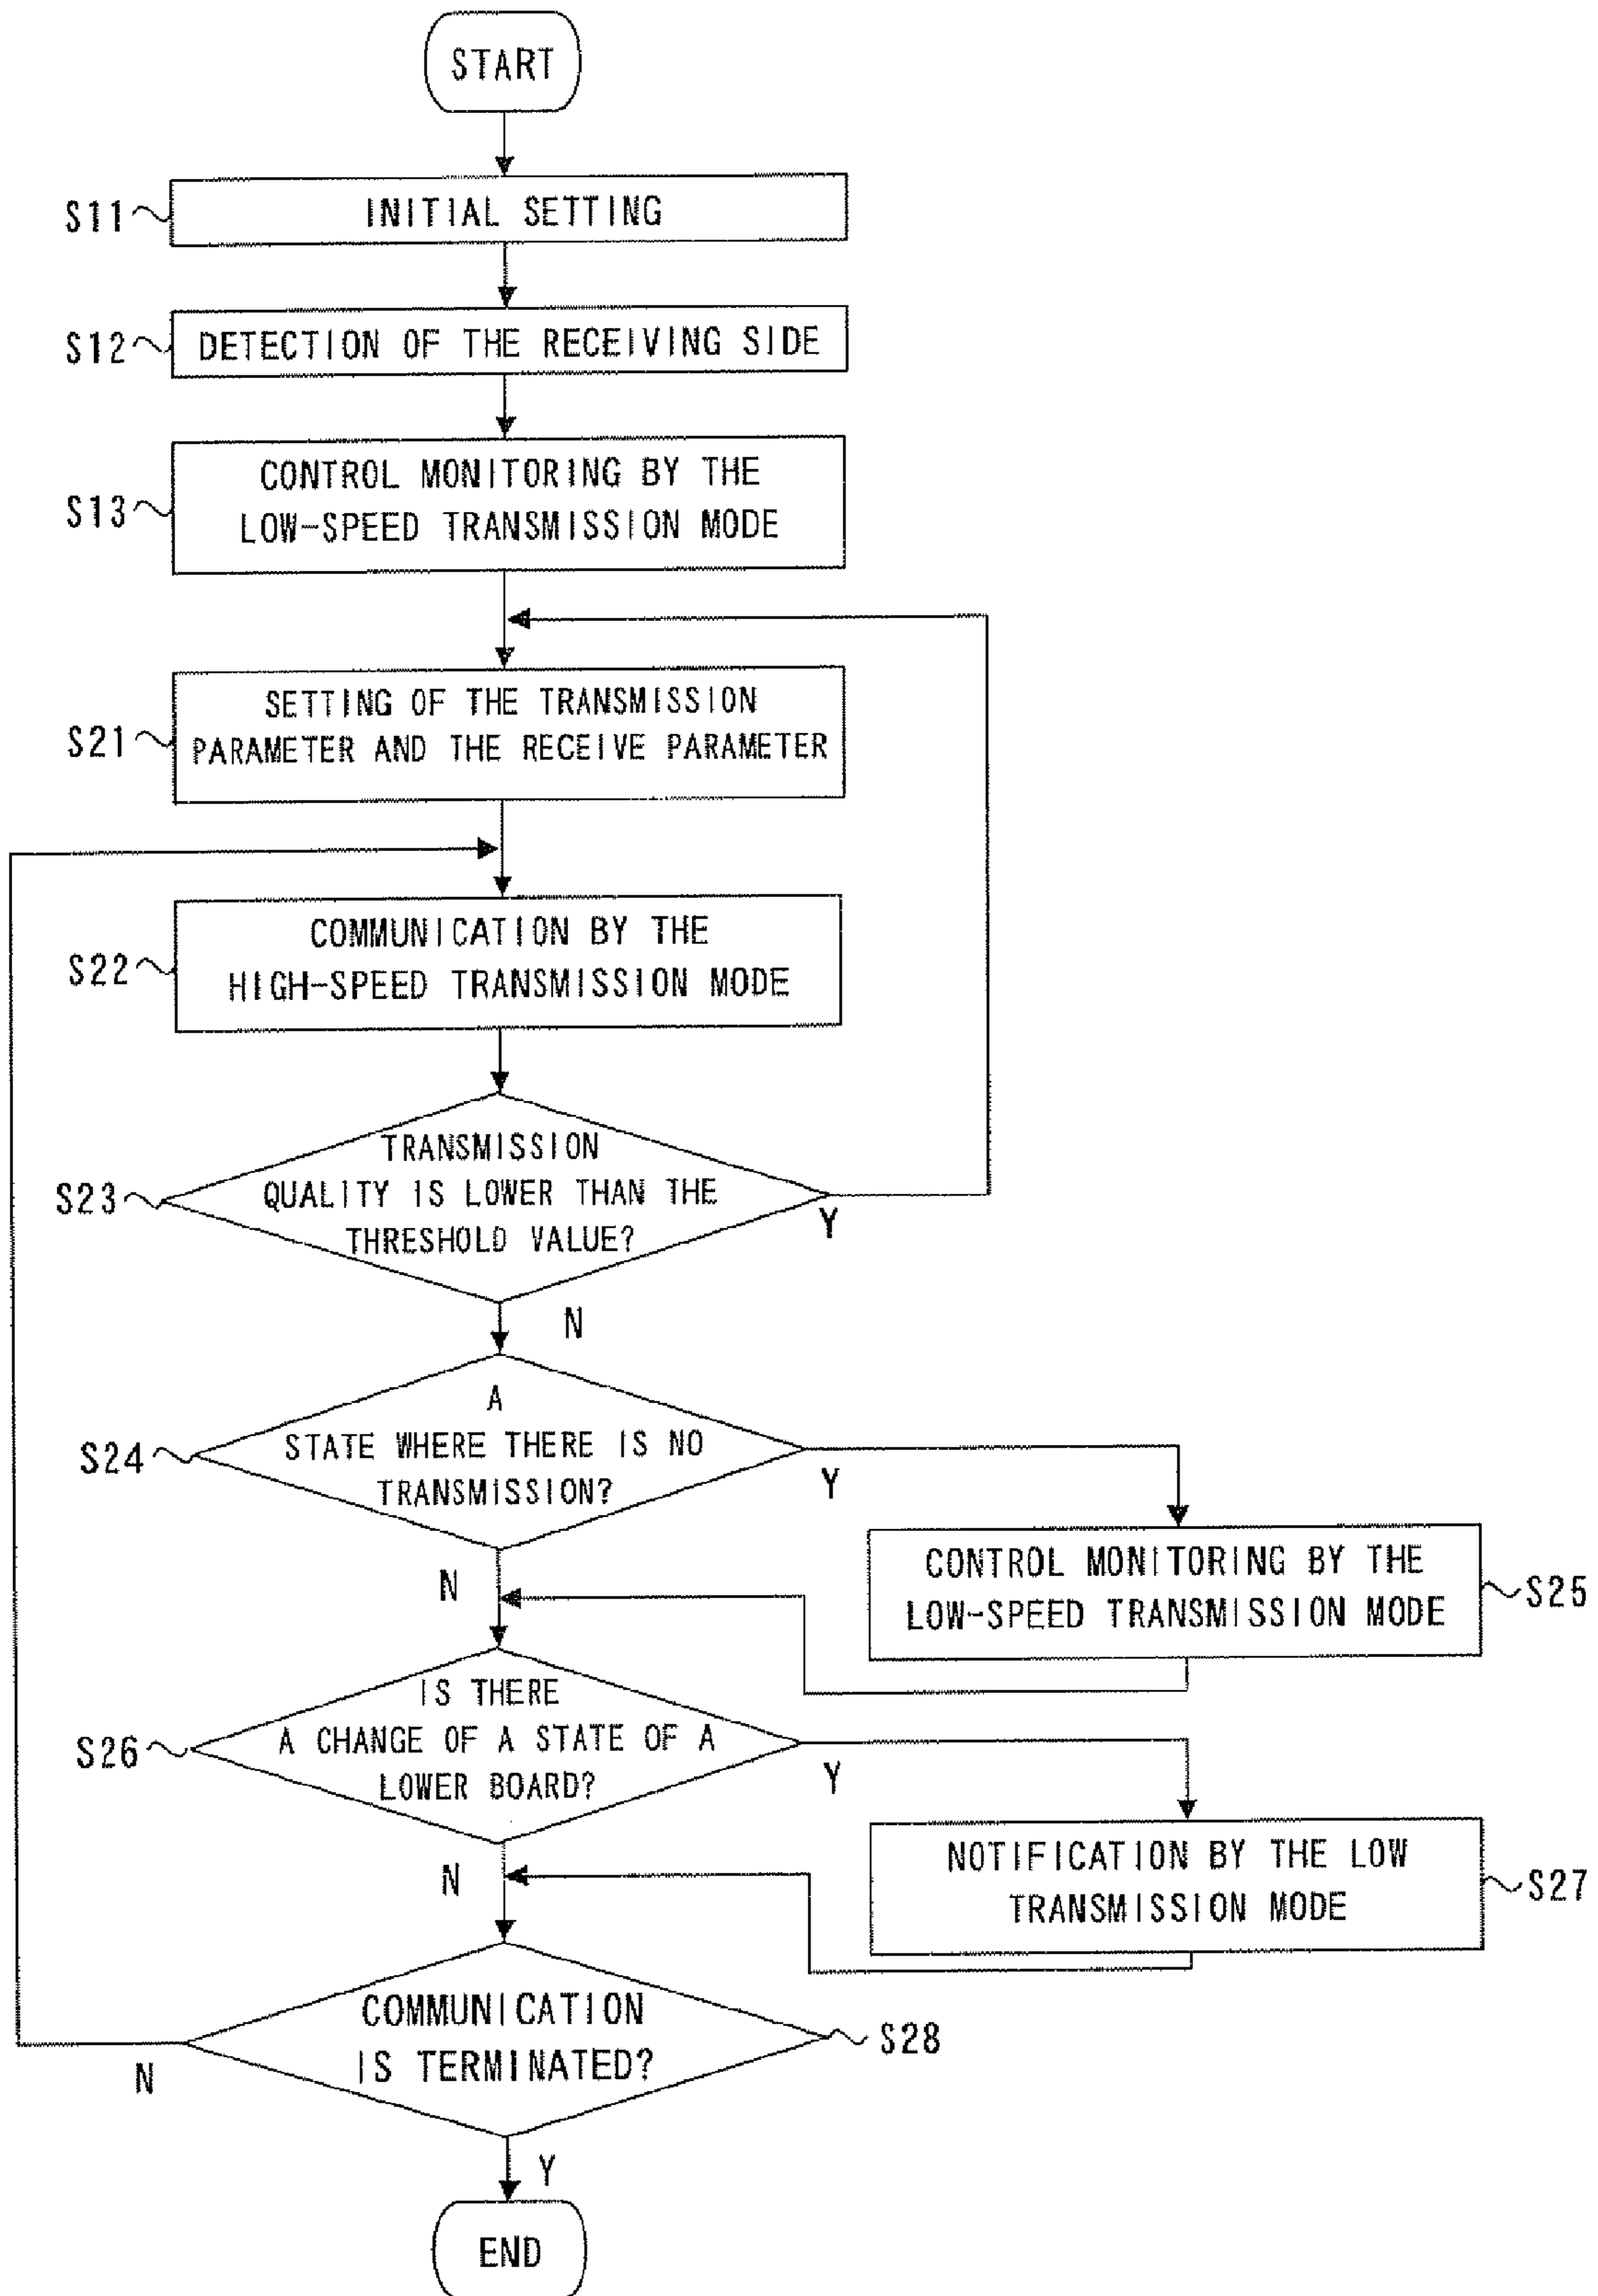 START
S11
INITIAL SETTING
S12
DETECTION OF THE RECEIVING SIDE
S13
CONTROL MONITORING BY THE
LOW-SPEED TRANSMISSION MODE
S21
SETTING OF THE TRANSMISSION
PARAMETER AND THE RECEIVE PARAMETER
S22
COMMUNICATION BY THE
HIGH-SPEED TRANSMISSION MODE
S23
TRANSMISSION
QUALITY IS LOWER THAN THE
THRESHOLD VALUE?
Y
N
S24
A
STATE WHERE THERE IS NO
TRANSMISSION?
Y
N
CONTROL MONITORING BY THE
LOW-SPEED TRANSMISSION MODE
S25
S26
IS THERE
A CHANGE OF A STATE OF A
LOWER BOARD?
Y
N
NOTIFICATION BY THE LOW
TRANSMISSION MODE
S27
COMMUNICATION
IS TERMINATED?
S28
N
Y
END